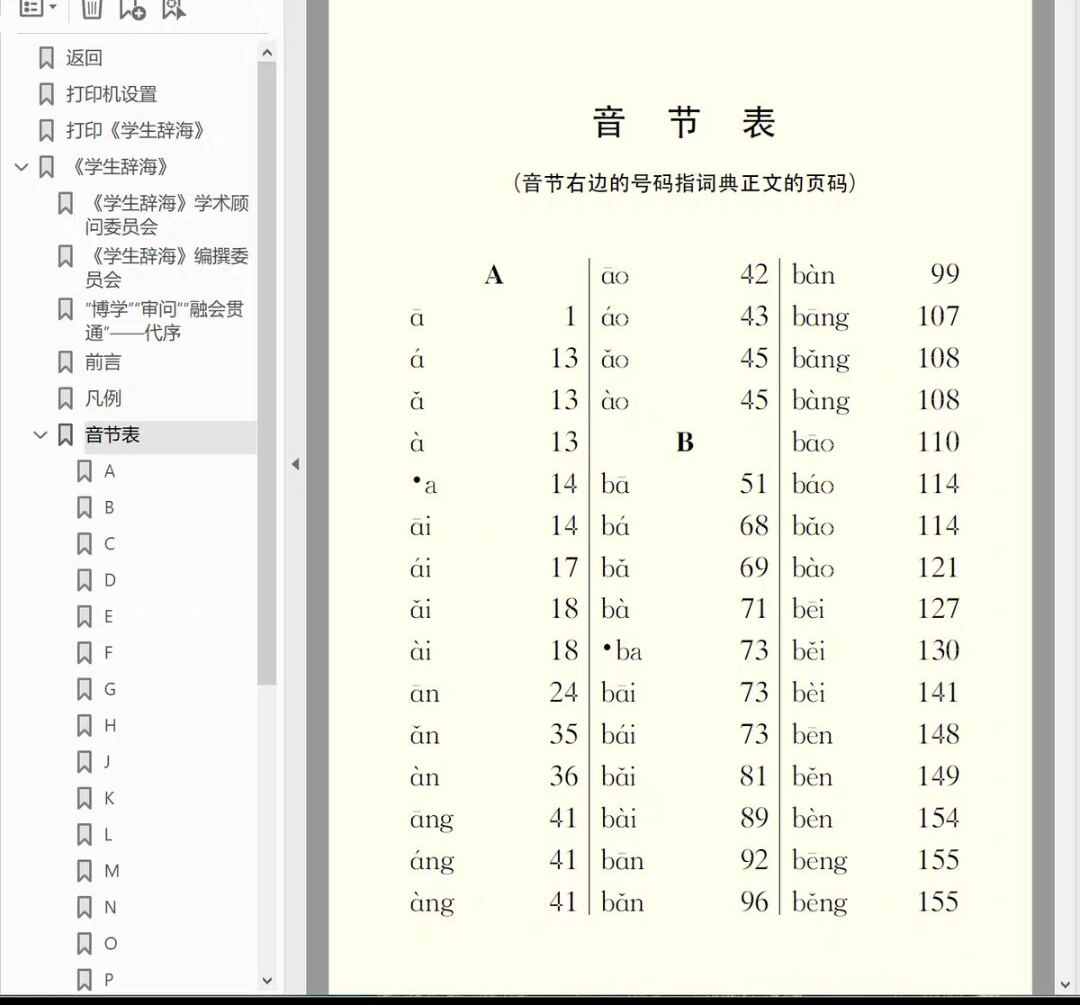 返回
打印机设置
打印《学生辞海》
《学生辞海》
《学生辞海》学术顾
问委员会
《学生辞海》编撰委
员会
“博学”“审问”“融会贯
通”——代序
前言
凡例
音节表
A
B
C
D
E
F
G
H
J
K
L
M
N
O
P
音 节 表
(音节右边的号码指词典正文的页码)
A
ā 1
á 13
ǎ 13
à 13
•a 14
āi 14
ái 17
ǎi 18
ài 18
ān 24
ǎn 35
àn 36
āng 41
áng 41
àng 41
āo 42
áo 43
ǎo 45
ào 45
B
bā 51
bá 68
bǎ 69
bà 71
•ba 73
bāi 73
bái 73
bǎi 81
bài 89
bān 92
bǎn 96
bàn 99
bāng 107
bǎng 108
bàng 108
bāo 110
báo 114
bǎo 114
bào 121
bēi 127
běi 130
bèi 141
bēn 148
běn 149
bèn 154
bēng 155
běng 155